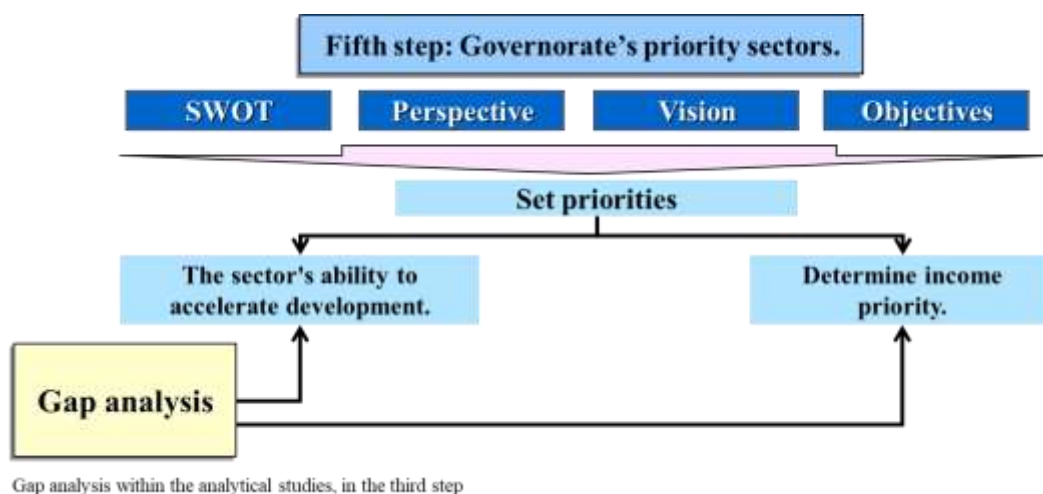 Fifth step: Governorate's priority sectors.
SWOT
Perspective
Vision
Objectives
Set priorities
The sector's ability to
accelerate development.
Determine income
priority.
Gap analysis
Gap analysis within the analytical studies, in the third step